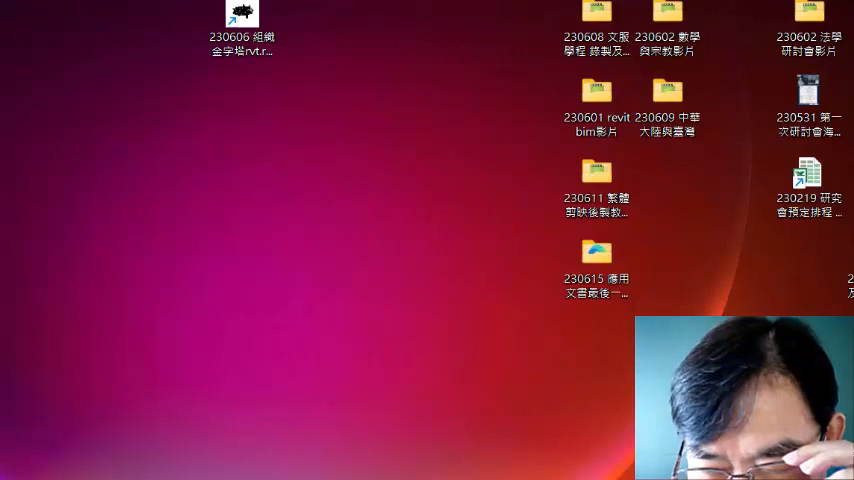 230606 組織
金字塔rvt.r...
230608 文服
學程 錄製及...
230602 數學
與宗教影片
230602 法學
研討會影片
230601 revit
bim影片
230609 中華
大陸與臺灣
230531 第一
次研討會海...
230611 繁體
剪映後製教...
230219 研究
會預定排程 ...
230615 應用
文書最後一...
2
及